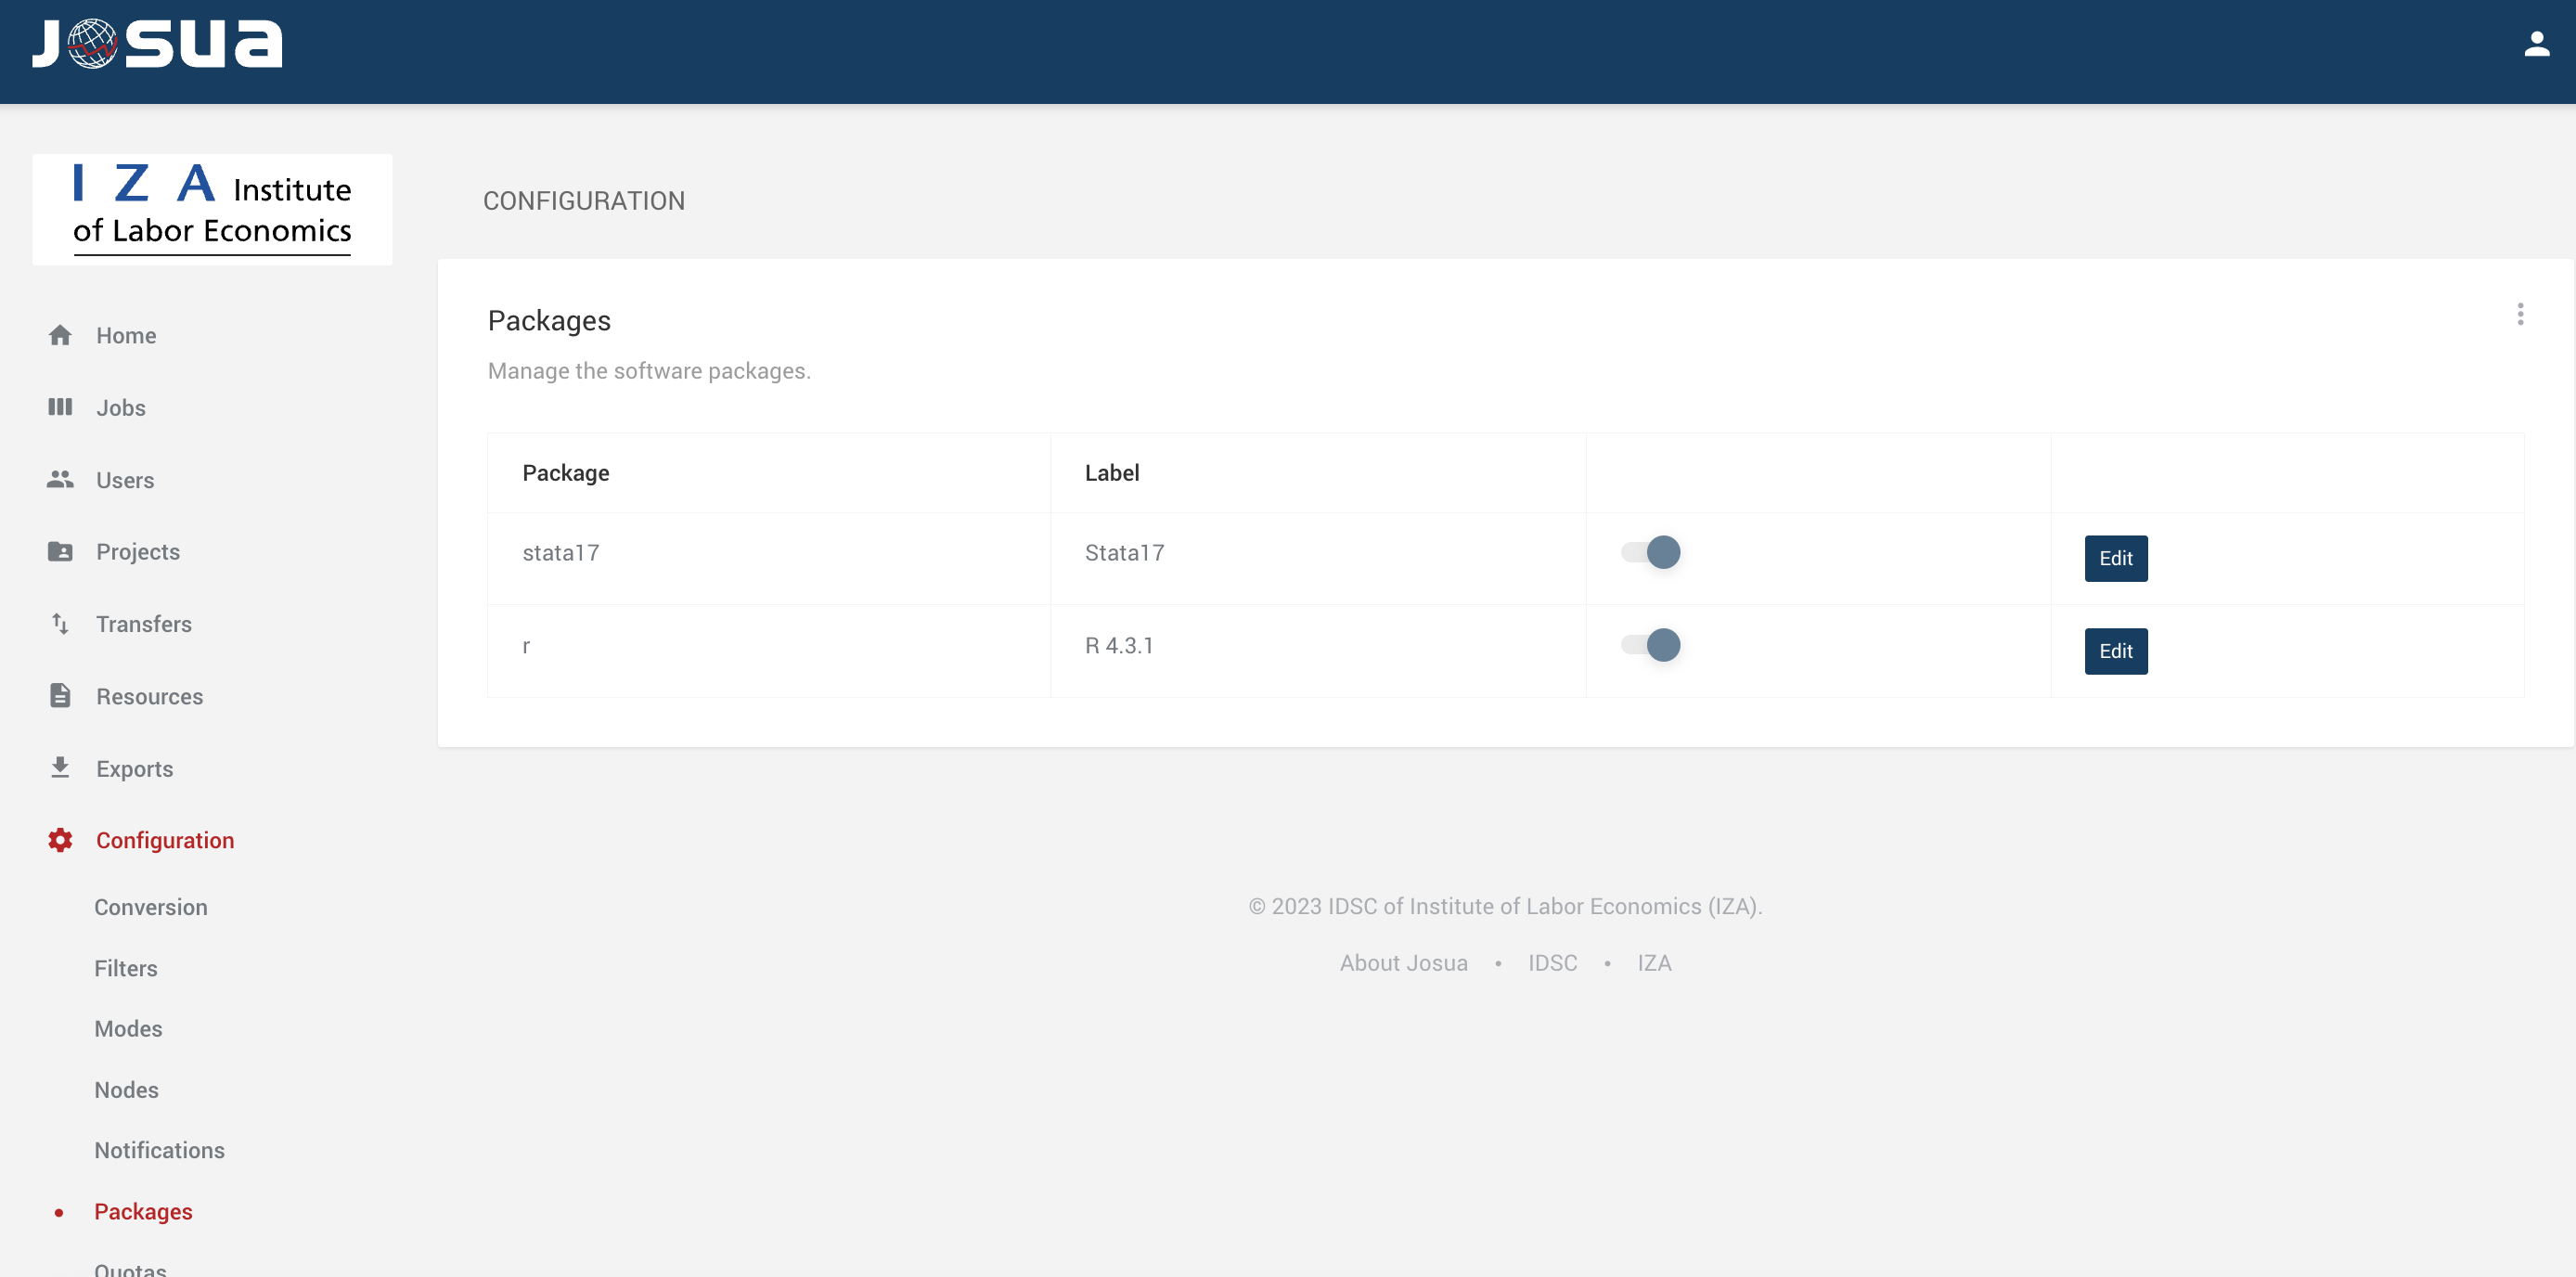 Josua
IZA Institute
of Labor Economics
Home
Jobs
Users
Projects
Transfers
Resources
Exports
Configuration
Conversion
Filters
Modes
Nodes
Notifications
Packages
Quotas
CONFIGURATION
Packages
Manage the software packages.
Package Label
stata17 Stata17 Edit
r R 4.3.1 Edit
© 2023 IDSC of Institute of Labor Economics (IZA).
About Josua • IDSC • IZA